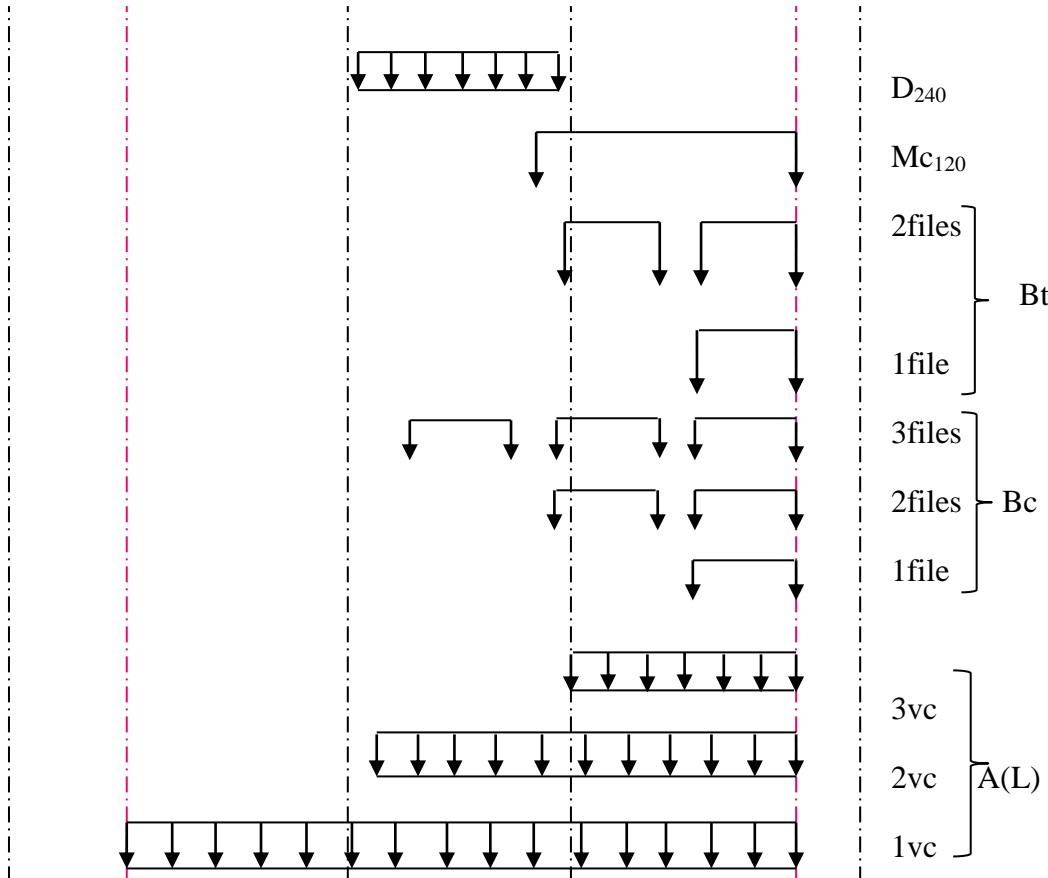 D₂₄₀
Mc₁₂₀
2files
Bt
1file
3files
2files
Bc
1file
3vc
2vc
A(L)
1vc